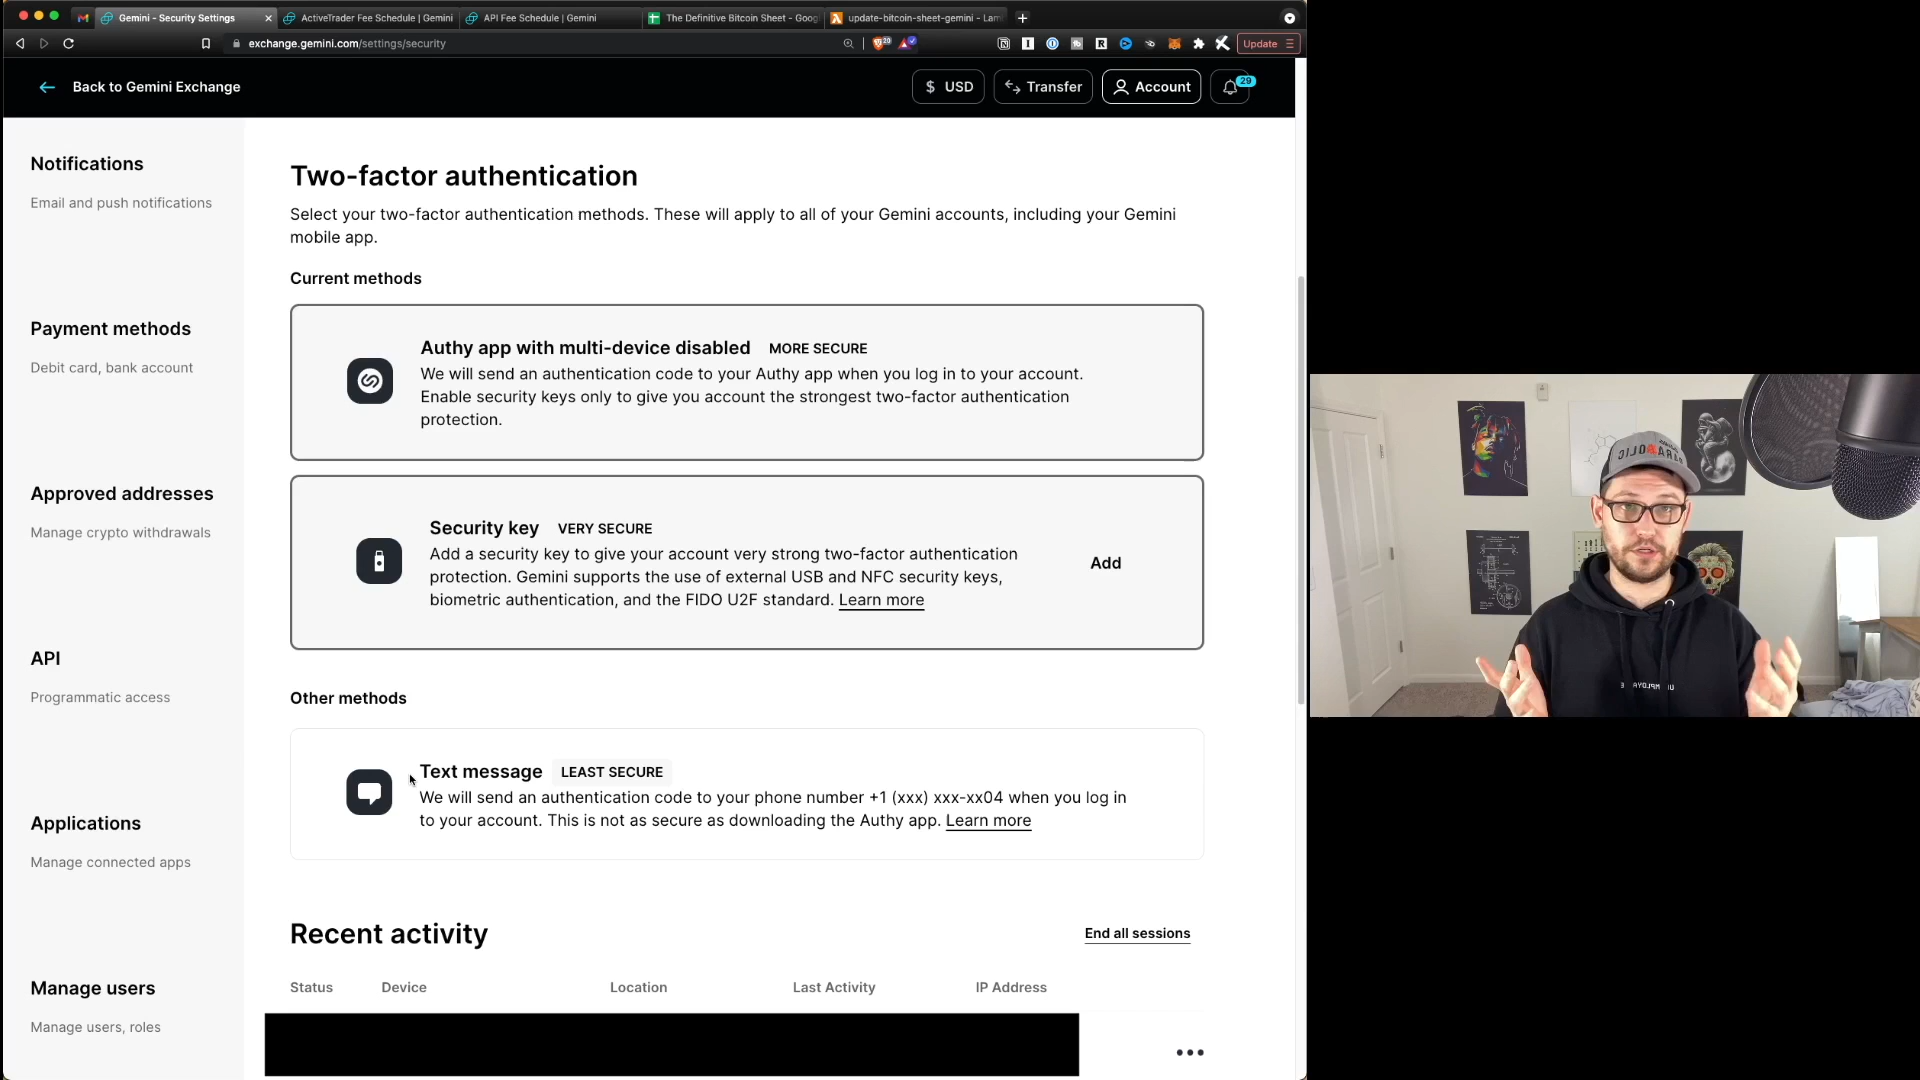 Gemini - Security Settings
ActiveTrader Fee Schedule | Gemini
API Fee Schedule | Gemini
The Definitive Bitcoin Sheet - Goog
update-bitcoin-sheet-gemini - Lam
exchange.gemini.com/settings/security
Update
Back to Gemini Exchange
$ USD
Transfer
Account
29
Notifications
Email and push notifications
Payment methods
Debit card, bank account
Approved addresses
Manage crypto withdrawals
API
Programmatic access
Applications
Manage connected apps
Manage users
Manage users, roles
Two-factor authentication
Select your two-factor authentication methods. These will apply to all of your Gemini accounts, including your Gemini
mobile app.
Current methods
Authy app with multi-device disabled MORE SECURE
We will send an authentication code to your Authy app when you log in to your account.
Enable security keys only to give you account the strongest two-factor authentication
protection.
Security key VERY SECURE
Add a security key to give your account very strong two-factor authentication
protection. Gemini supports the use of external USB and NFC security keys,
biometric authentication, and the FIDO U2F standard. Learn more
Add
Other methods
Text message LEAST SECURE
We will send an authentication code to your phone number +1 (xxx) xxx-xx04 when you log in
to your account. This is not as secure as downloading the Authy app. Learn more
Recent activity
End all sessions
Status Device Location Last Activity IP Address